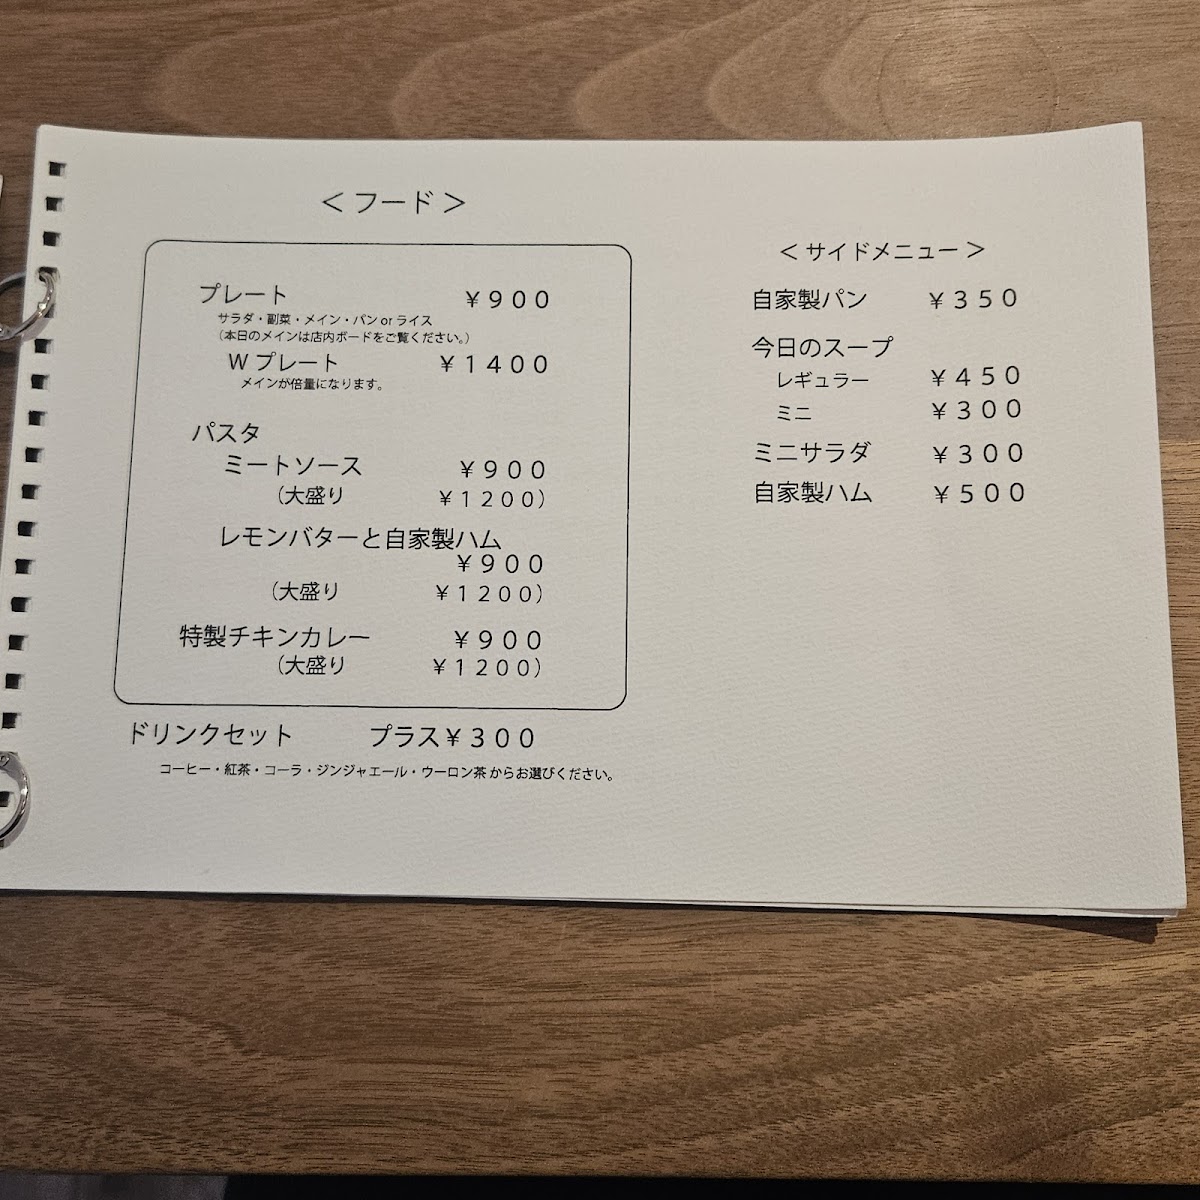 ＜ フード ＞
プレート ￥９００
サラダ・副菜・メイン・パン or ライス
（本日のメインは店内ボードをご覧ください。）
W プレート ￥１４００
メインが倍量になります。
パスタ
ミートソース ￥９００
（大盛り ￥１２００）
レモンバターと自家製ハム
￥９００
（大盛り ￥１２００）
特製チキンカレー ￥９００
（大盛り ￥１２００）
ドリンクセット プラス￥３００
コーヒー・紅茶・コーラ・ジンジャエール・ウーロン茶 からお選びください。
＜ サイドメニュー ＞
自家製パン ￥３５０
今日のスープ
レギュラー ￥４５０
ミニ ￥３００
ミニサラダ ￥３００
自家製ハム ￥５００